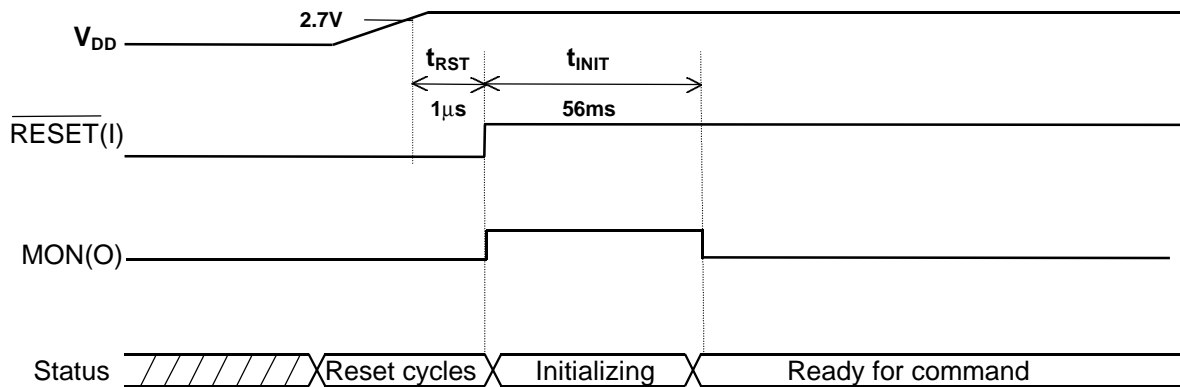 2.7V
VDD
tRST tINIT
1μs 56ms
RESET(I)
MON(O)
Status Reset cycles Initializing Ready for command